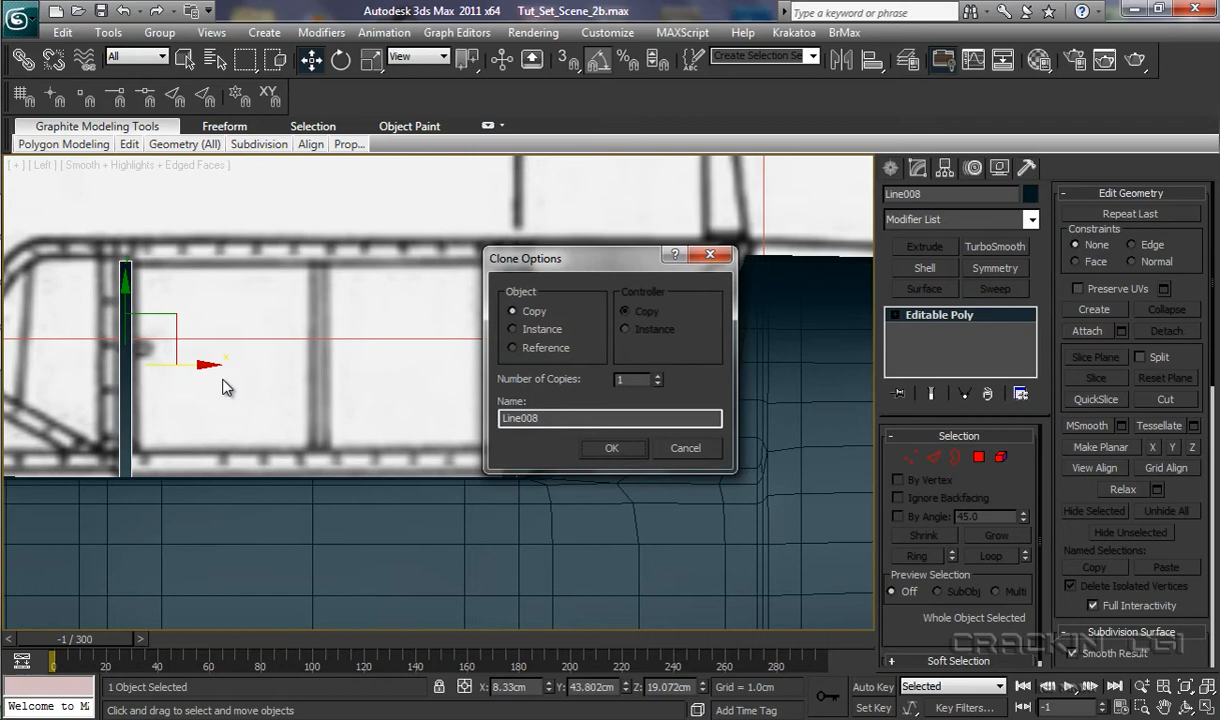 Autodesk 3ds Max 2011 x64 Tut_Set_Scene_2b.max
Type a keyword or phrase
Edit Tools Group Views Create Modifiers Animation Graph Editors Rendering Customize MAXScript Help Krakatoa BrMax
All View Create Selection Se
XY
Graphite Modeling Tools Freeform Selection Object Paint
Polygon Modeling Edit Geometry (All) Subdivision Align Prop...
[ + ] [ Left ] [ Smooth + Highlights + Edged Faces ]
Clone Options
Object
Copy
Instance
Reference
Controller
Copy
Instance
Number of Copies: 1
Name:
Line008
OK Cancel
Line008
Modifier List
Extrude TurboSmooth
Shell Symmetry
Surface Sweep
Editable Poly
Selection
By Vertex
Ignore Backfacing
By Angle: 45.0
Shrink Grow
Ring Loop
Preview Selection
Off SubObj Multi
Whole Object Selected
Soft Selection
Edit Geometry
Repeat Last
Constraints
None Edge
Face Normal
Preserve UVs
Create Collapse
Attach Detach
Slice Plane Split
Slice Reset Plane
QuickSlice Cut
MSmooth Tessellate
Make Planar X Y Z
View Align Grid Align
Relax
Hide Selected Unhide All
Hide Unselected
Named Selections:
Copy Paste
Delete Isolated Vertices
Full Interactivity
Subdivision Surface
Smooth Result
CRACKIN CGI
-1 / 300
0 20 40 60 80 100 120 140 160 180 200 220 240 260 280
1 Object Selected X: 8.33cm Y: 43.802cm Z: 19.072cm Grid = 1.0cm Auto Key Selected
Welcome to M Click and drag to select and move objects Add Time Tag Set Key Key Filters... -1